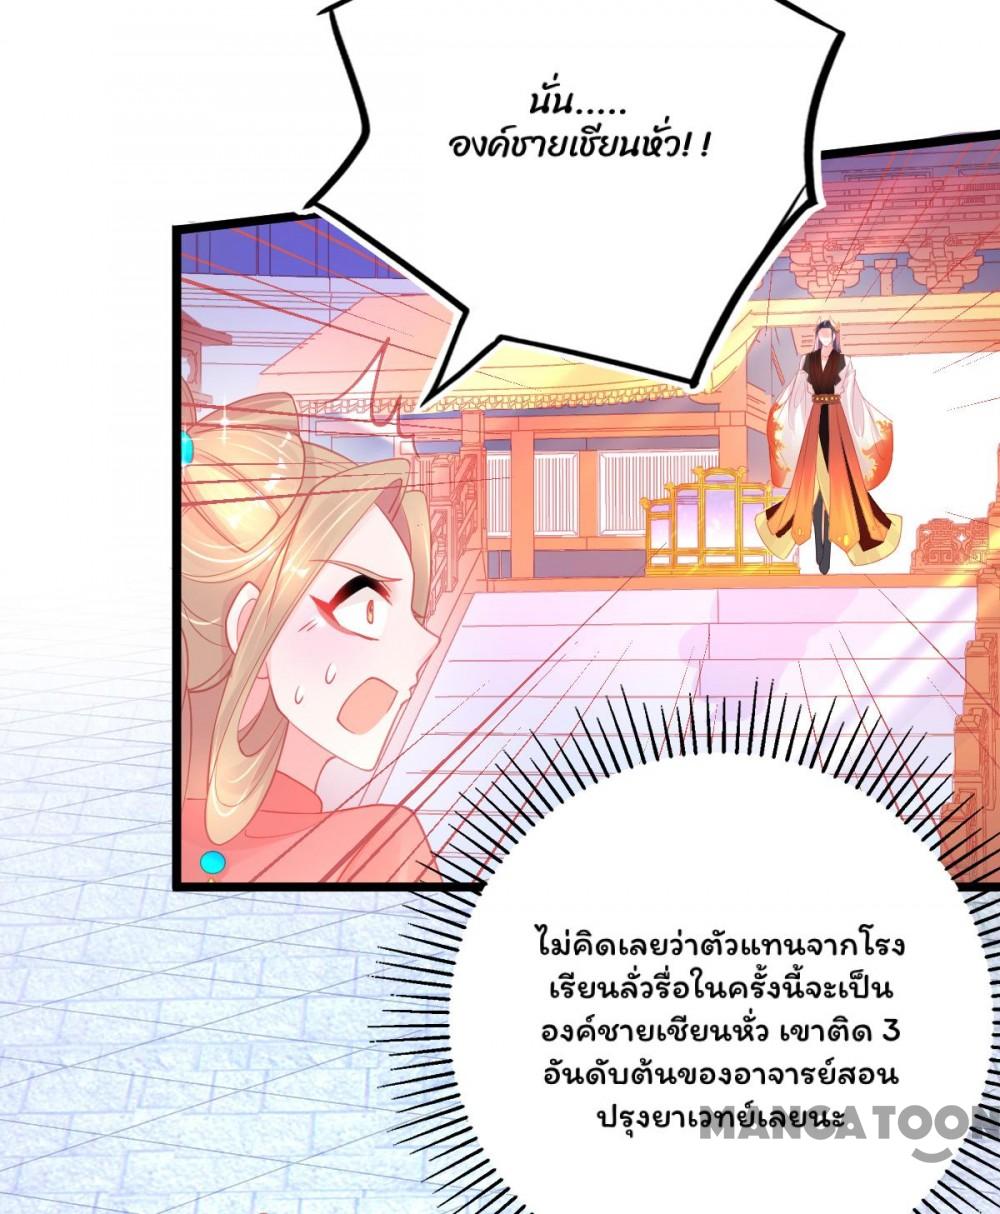 นั่น.....
องค์ชายเชียนหั่ว!!
ไม่คิดเลยว่าตัวแทนจากโรง
เรียนลั่วรื่อในครั้งนี้จะเป็น
องค์ชายเชียนหั่ว เขาติด 3
อันดับต้นของอาจารย์สอน
ปรุงยาเวทย์เลยนะ
MANGA TOON